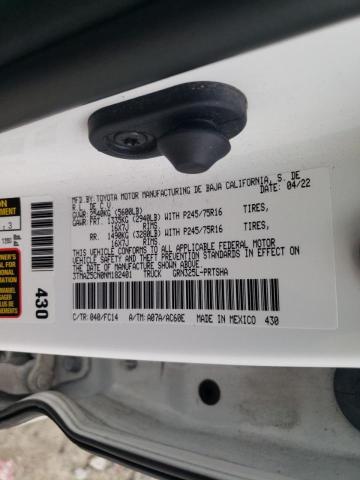 MFD.BY: TOYOTA MOTOR MANUFACTURING DE BAJA CALIFORNIA, S. DE
R.L. DE C.V. DATE: 04/22
GVWR 2540KG (5600LB)
GAWR FRT 1335KG (2940LB)WITH P245/75R16 TIRES,
16X7J
RR 1490KG (3280LB)WITH P245/75R16 TIRES,
16X7J
THIS VEHICLE CONFORMS TO ALL APPLICABLE FEDERAL MOTOR
VEHICLE SAFETY AND THEFT PREVENTION STANDARDS IN EFFECT
ON THE DATE OF MANUFACTURE SHOWN ABOVE.
3TMAZ5CN0NM182401 TRUCK GRN325L-PRTSHA
C/TR: 040/FC14 A/TM: A07A/AC60E MADE IN MEXICO 430
430